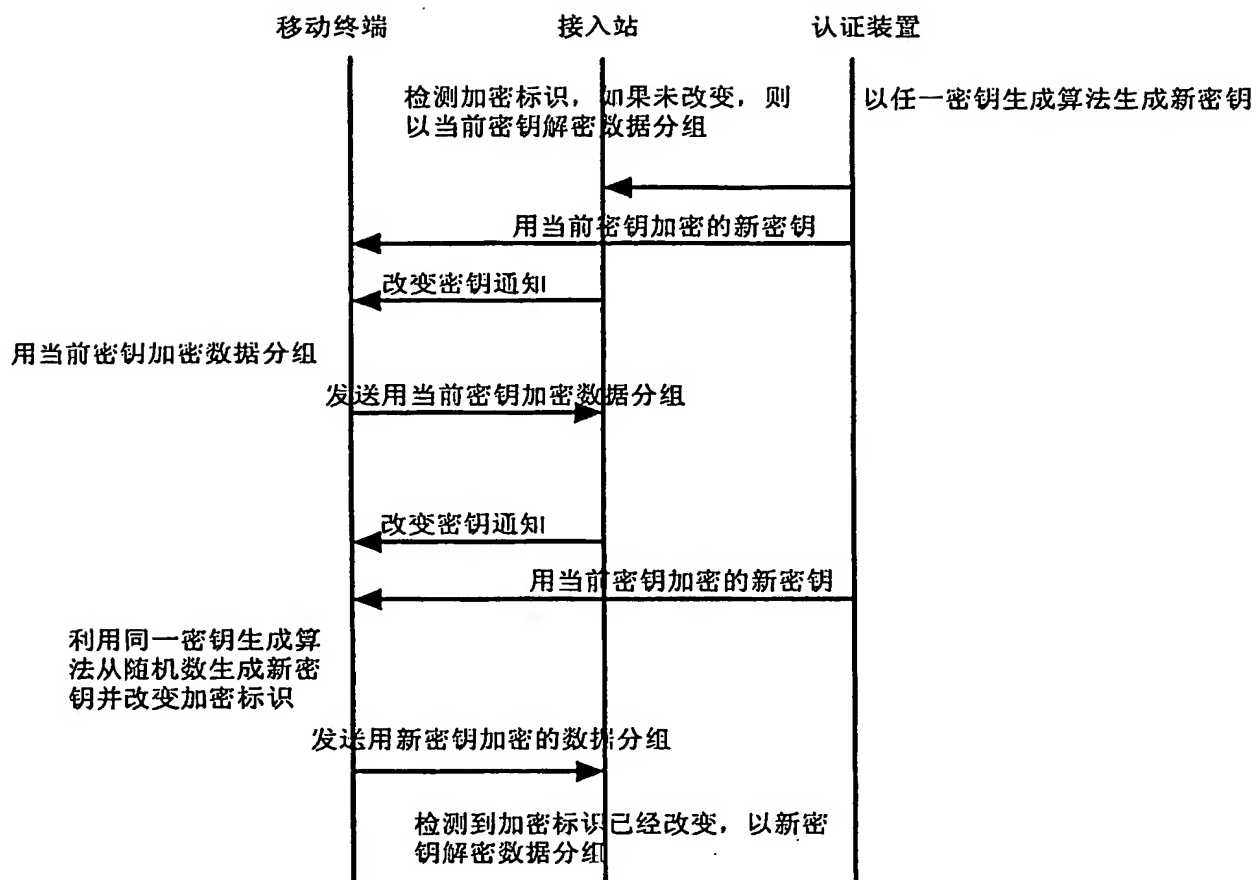 移动终端
接入站
认证装置
检测加密标识，如果未改变，则
以当前密钥解密数据分组
以任一密钥生成算法生成新密钥
用当前密钥加密的新密钥
改变密钥通知
用当前密钥加密数据分组
发送用当前密钥加密数据分组
改变密钥通知
用当前密钥加密的新密钥
利用同一密钥生成算
法从随机数生成新密
钥并改变加密标识
发送用新密钥加密的数据分组
检测到加密标识已经改变，以新密
钥解密数据分组